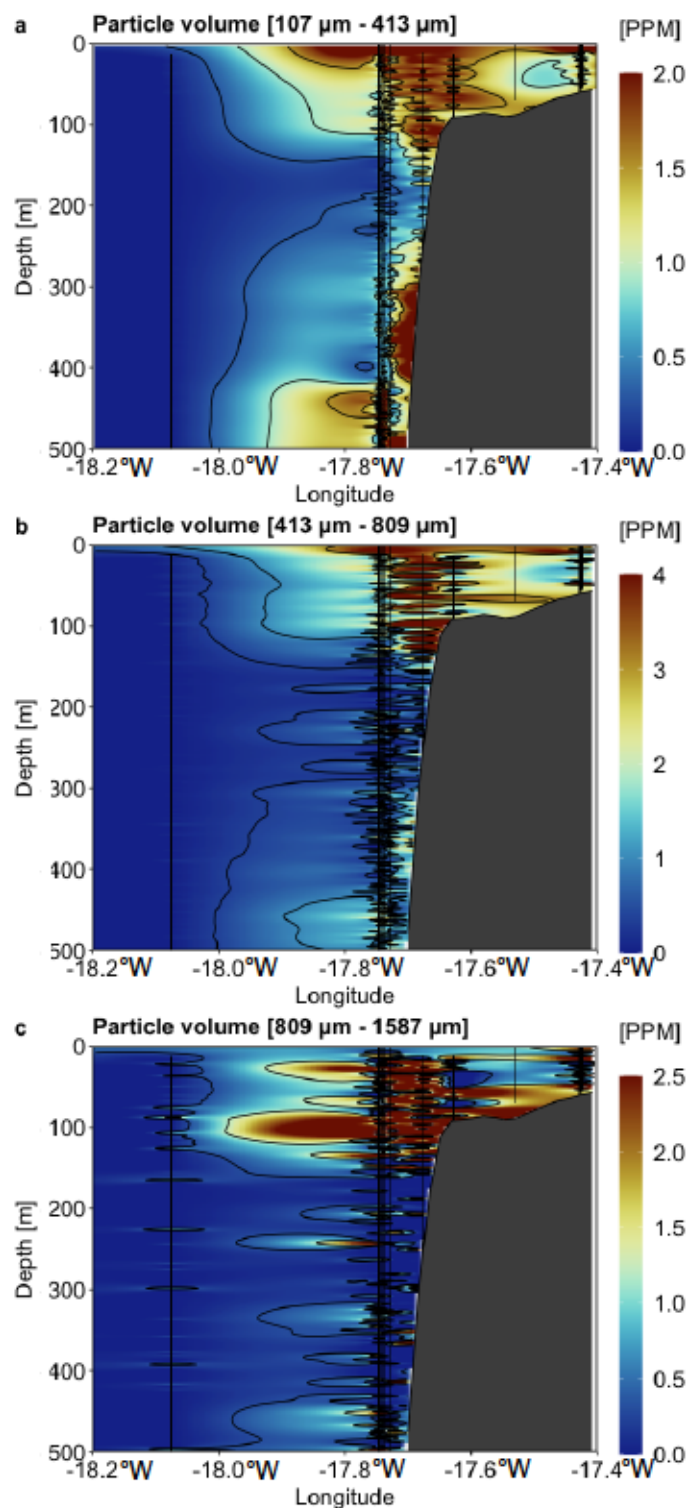 a Particle volume [107 µm - 413 µm] [PPM]
0
100
200
300
400
500
Depth [m]
-18.2°W -18.0°W -17.8°W -17.6°W -17.4°W
Longitude
2.0
1.5
1.0
0.5
0.0
b Particle volume [413 µm - 809 µm] [PPM]
0
100
200
300
400
500
Depth [m]
-18.2°W -18.0°W -17.8°W -17.6°W -17.4°W
Longitude
4
3
2
1
0
c Particle volume [809 µm - 1587 µm] [PPM]
0
100
200
300
400
500
Depth [m]
-18.2°W -18.0°W -17.8°W -17.6°W -17.4°W
Longitude
2.5
2.0
1.5
1.0
0.5
0.0